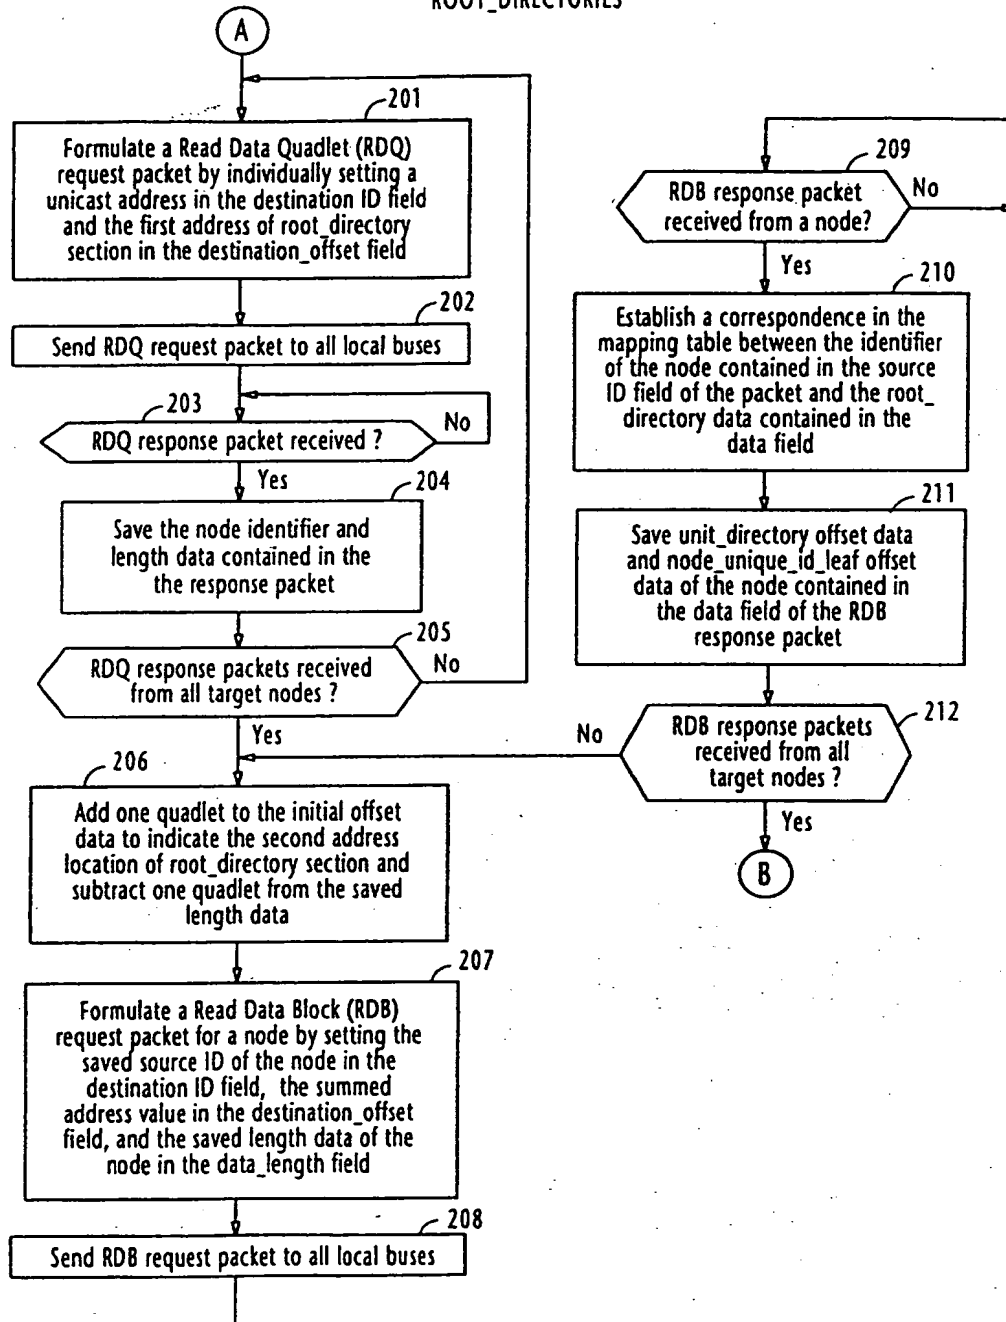 ROOT_DIRECTORIES
A
201
Formulate a Read Data Quadlet (RDQ)
request packet by individually setting a
unicast address in the destination ID field
and the first address of root_directory
section in the destination_offset field
202
Send RDQ request packet to all local buses
203
RDQ response packet received ?
No
Yes
204
Save the node identifier and
length data contained in the
the response packet
205
RDQ response packets received
from all target nodes ?
No
Yes
206
Add one quadlet to the initial offset
data to indicate the second address
location of root_directory section and
subtract one quadlet from the saved
length data
207
Formulate a Read Data Block (RDB)
request packet for a node by setting the
saved source ID of the node in the
destination ID field, the summed
address value in the destination_offset
field, and the saved length data of the
node in the data_length field
208
Send RDB request packet to all local buses
209
RDB response packet
received from a node?
No
Yes
210
Establish a correspondence in the
mapping table between the identifier
of the node contained in the source
ID field of the packet and the root_
directory data contained in the
data field
211
Save unit_directory offset data
and node_unique_id_leaf offset
data of the node contained in
the data field of the RDB
response packet
212
RDB response packets
received from all
target nodes ?
No
Yes
B